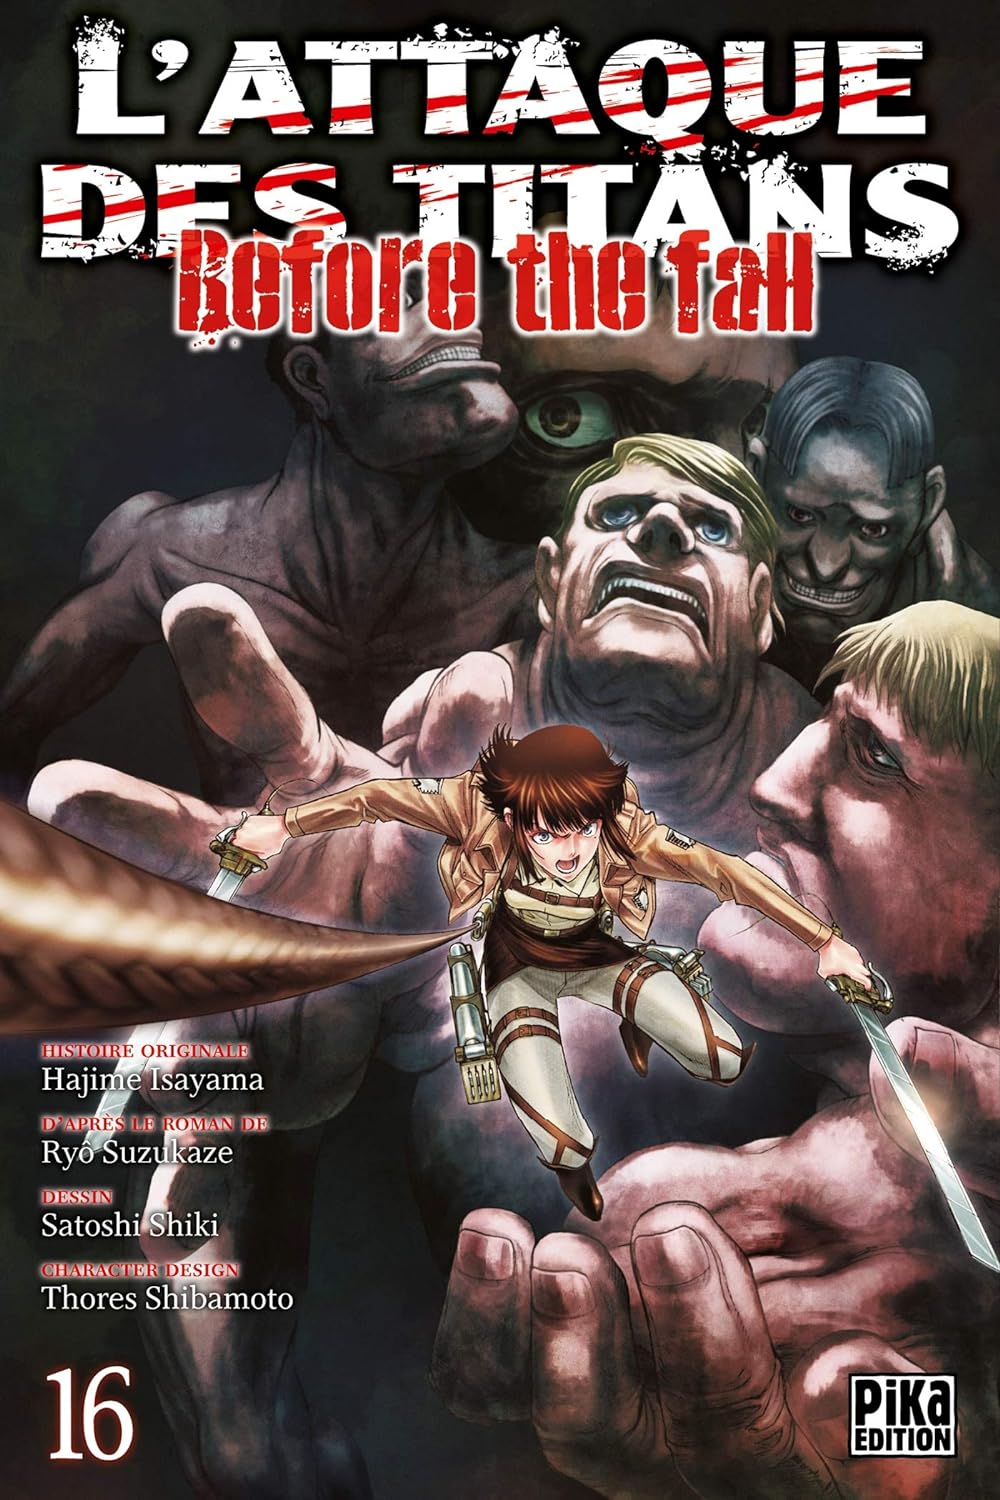 L'ATTAQUE
DES TITANS
Before the fall
HISTOIRE ORIGINALE
Hajime Isayama
D'APRÈS LE ROMAN DE
Ryô Suzukaze
DESSIN
Satoshi Shiki
CHARACTER DESIGN
Thores Shibamoto
16
PiKa
EDITION